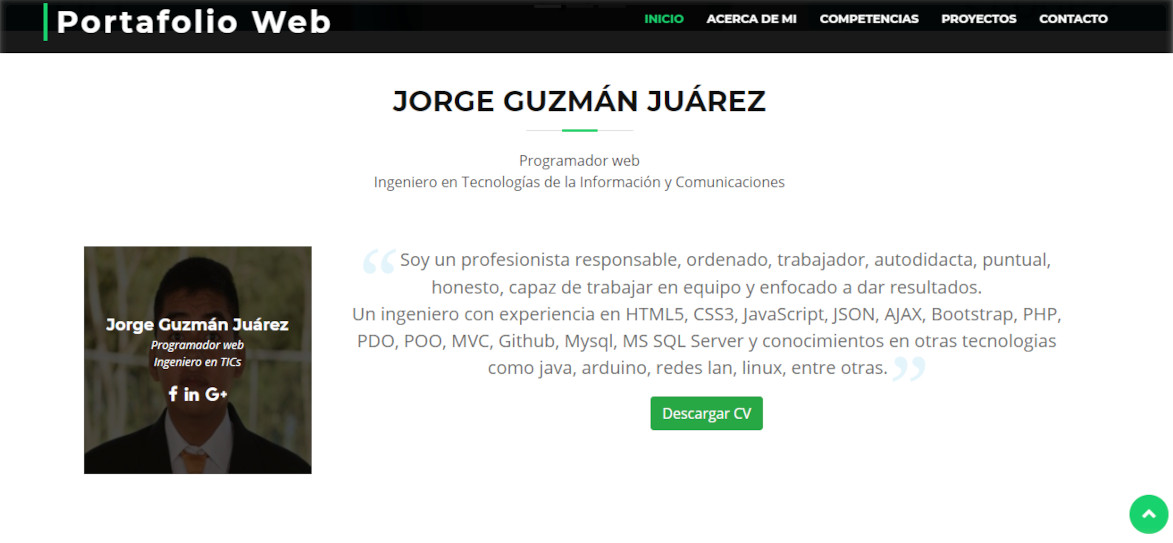 Portafolio Web
INICIO ACERCA DE MI COMPETENCIAS PROYECTOS CONTACTO
JORGE GUZMÁN JUÁREZ
Programador web
Ingeniero en Tecnologías de la Información y Comunicaciones
Jorge Guzmán Juárez
Programador web
Ingeniero en TICs
f in G+
“Soy un profesionista responsable, ordenado, trabajador, autodidacta, puntual,
honesto, capaz de trabajar en equipo y enfocado a dar resultados.
Un ingeniero con experiencia en HTML5, CSS3, JavaScript, JSON, AJAX, Bootstrap, PHP,
PDO, POO, MVC, Github, Mysql, MS SQL Server y conocimientos en otras tecnologias
como java, arduino, redes lan, linux, entre otras.”
Descargar CV